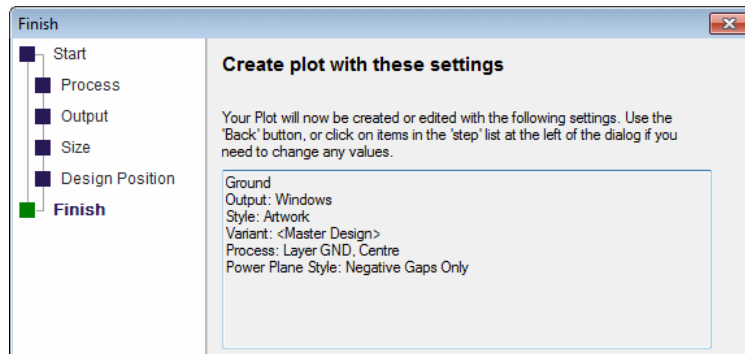 Finish
Start
Process
Output
Size
Design Position
Finish
Create plot with these settings
Your Plot will now be created or edited with the following settings. Use the
'Back' button, or click on items in the 'step' list at the left of the dialog if you
need to change any values.
Ground
Output: Windows
Style: Artwork
Variant: <Master Design>
Process: Layer GND, Centre
Power Plane Style: Negative Gaps Only